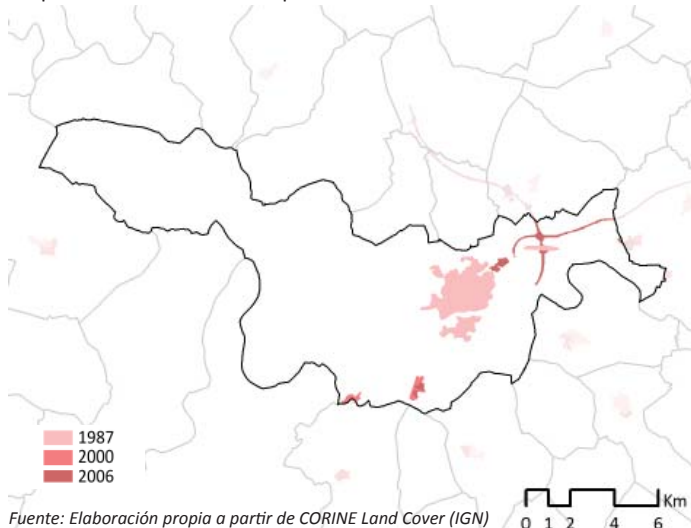 1987
2000
2006
Km
0 1 2 4 6
Fuente: Elaboración propia a partir de CORINE Land Cover (IGN)